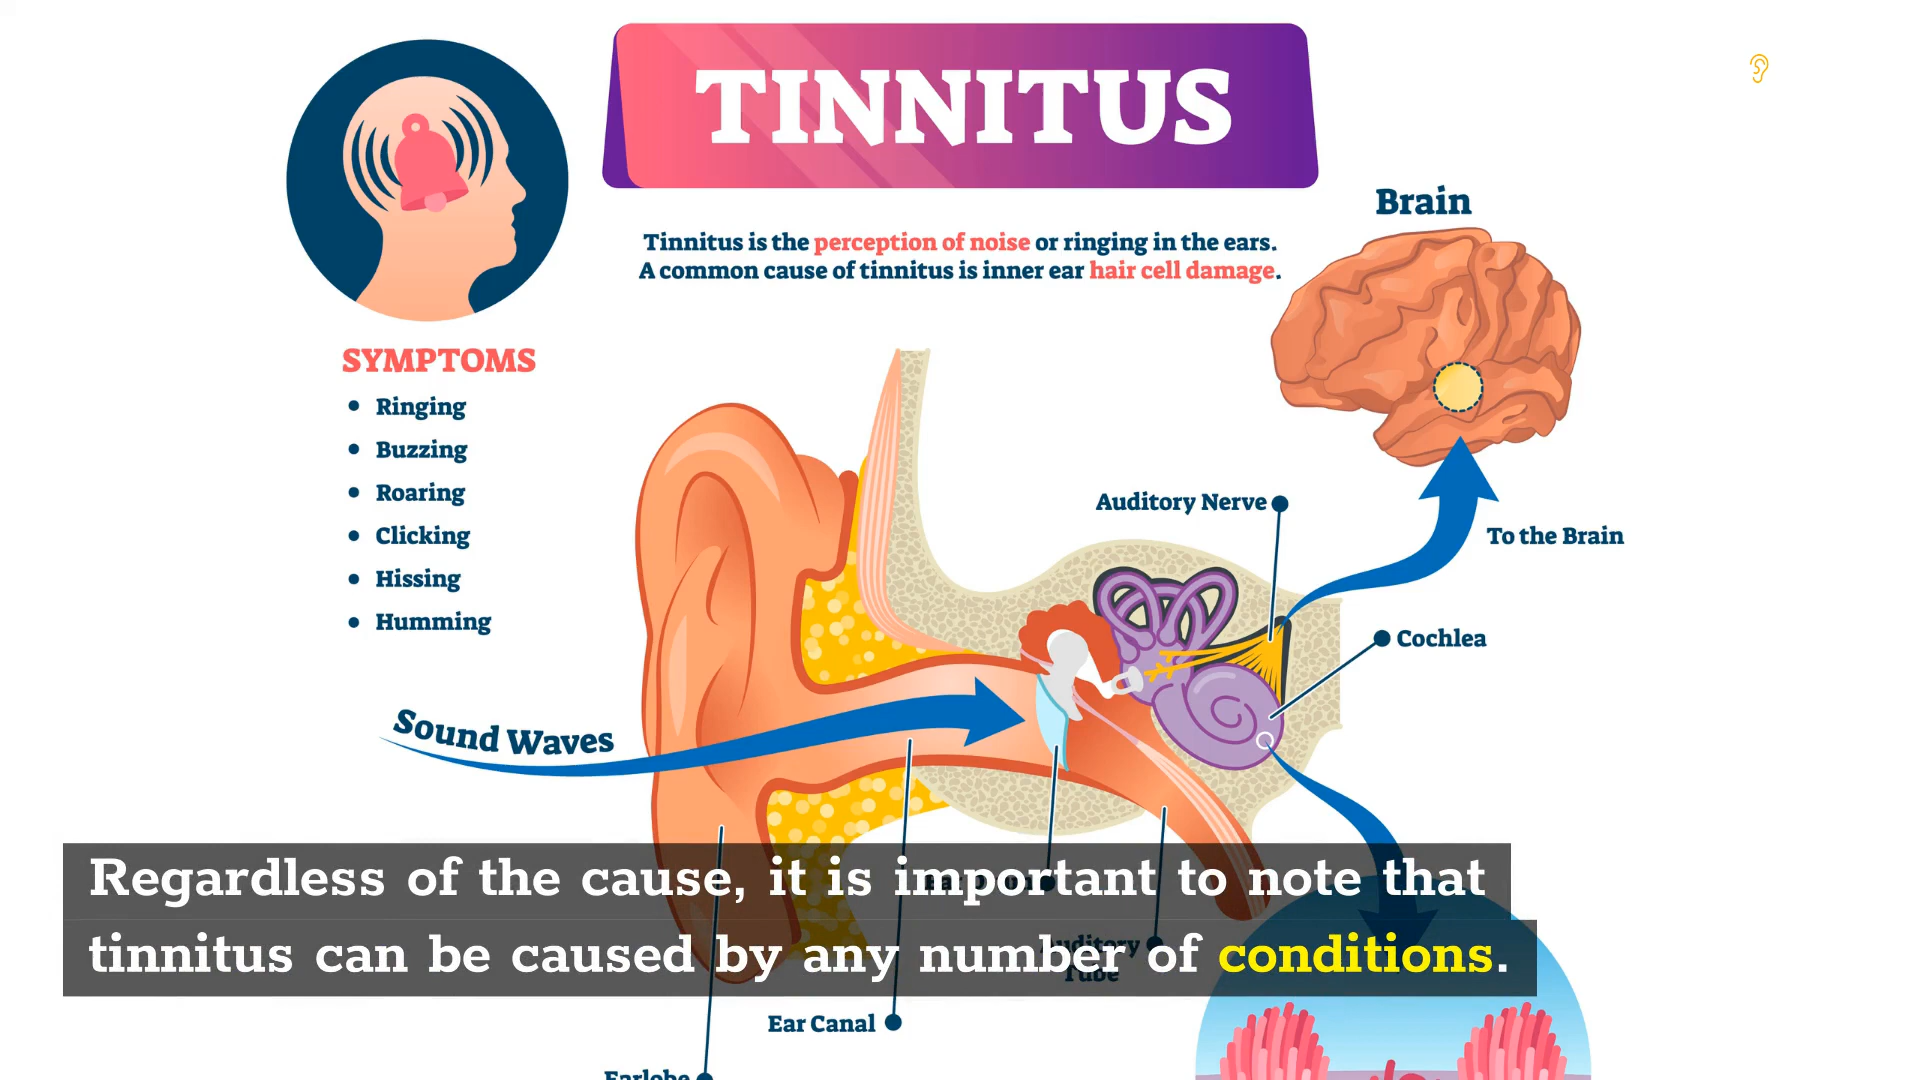 TINNITUS
Tinnitus is the perception of noise or ringing in the ears.
A common cause of tinnitus is inner ear hair cell damage.
Brain
SYMPTOMS
• Ringing
• Buzzing
• Roaring
• Clicking
• Hissing
• Humming
Auditory Nerve
To the Brain
Cochlea
Sound Waves
Regardless of the cause, it is important to note that
tinnitus can be caused by any number of conditions.
Auditory
Tube
Ear Canal
Earlobe